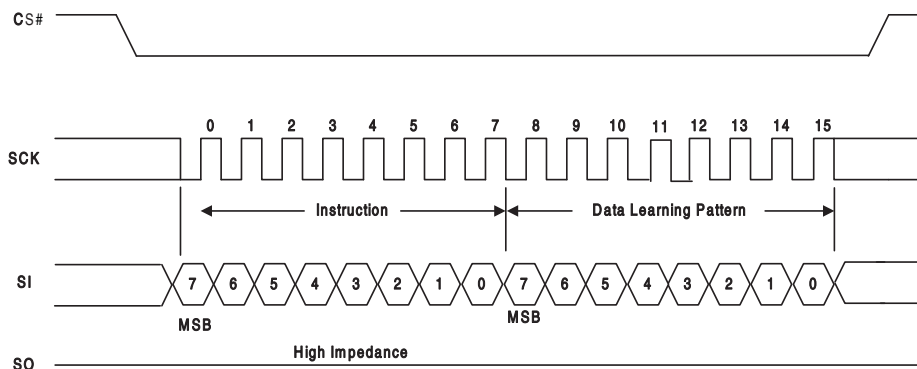 CS#
0 1 2 3 4 5 6 7 8 9 10 11 12 13 14 15
SCK
Instruction Data Learning Pattern
SI 7 6 5 4 3 2 1 0 7 6 5 4 3 2 1 0
MSB MSB
High Impedance
SO